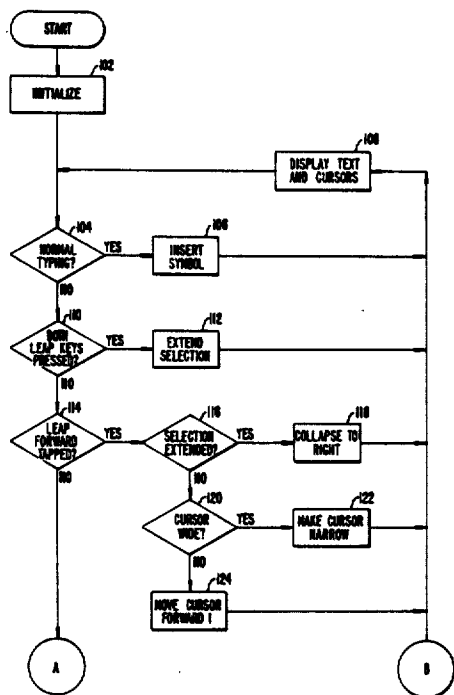 START
102
INITIALIZE
108
DISPLAY TEXT
AND CURSORS
104
NORMAL
TYPING?
YES
106
INSERT
SYMBOL
NO
110
BOTH
LEAP KEYS
PRESSED?
YES
112
EXTEND
SELECTION
NO
114
LEAP
FORWARD
TAPPED?
YES
116
SELECTION
EXTENDED?
YES
118
COLLAPSE TO
RIGHT
NO
NO
120
CURSOR
WIDE?
YES
122
MAKE CURSOR
NARROW
NO
124
MOVE CURSOR
FORWARD 1
A
B